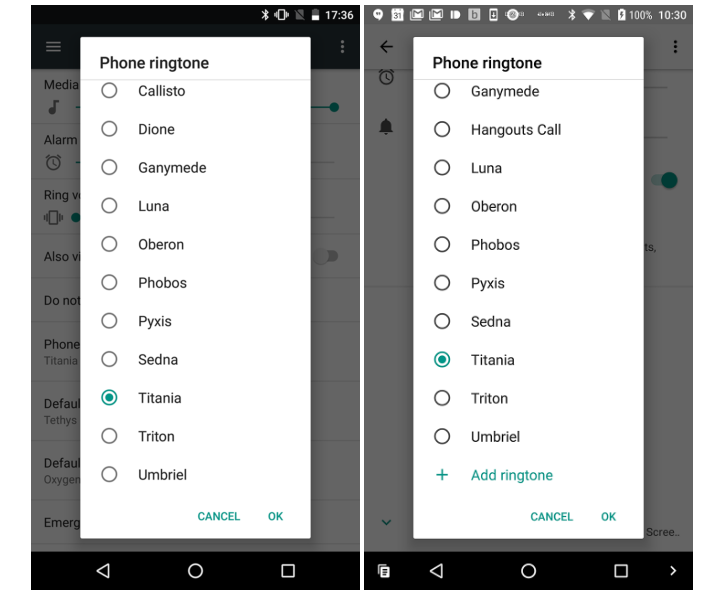 17:36
Phone ringtone
Media
Callisto
Dione
Alarm
Ganymede
Ring v
Luna
Oberon
Also vi
Phobos
Do not
Pyxis
Phone
Sedna
Titania
Titania
Defaul
Tethys
Triton
Defaul
Umbriel
Oxygen
CANCEL OK
Emerg
31 100% 10:30
Phone ringtone
Ganymede
Hangouts Call
Luna
Oberon
Phobos
ts,
Pyxis
Sedna
Titania
Triton
Umbriel
+ Add ringtone
CANCEL OK
Scree..